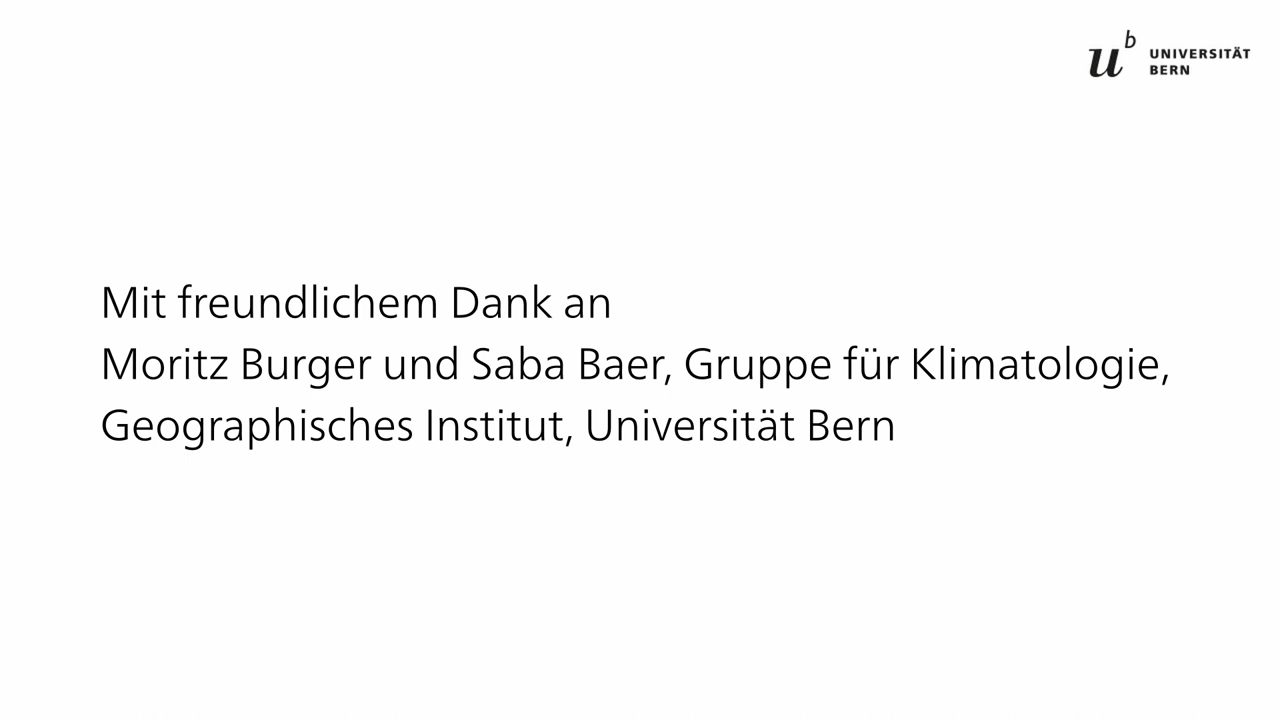 u b UNIVERSITÄT
BERN
Mit freundlichem Dank an
Moritz Burger und Saba Baer, Gruppe für Klimatologie,
Geographisches Institut, Universität Bern